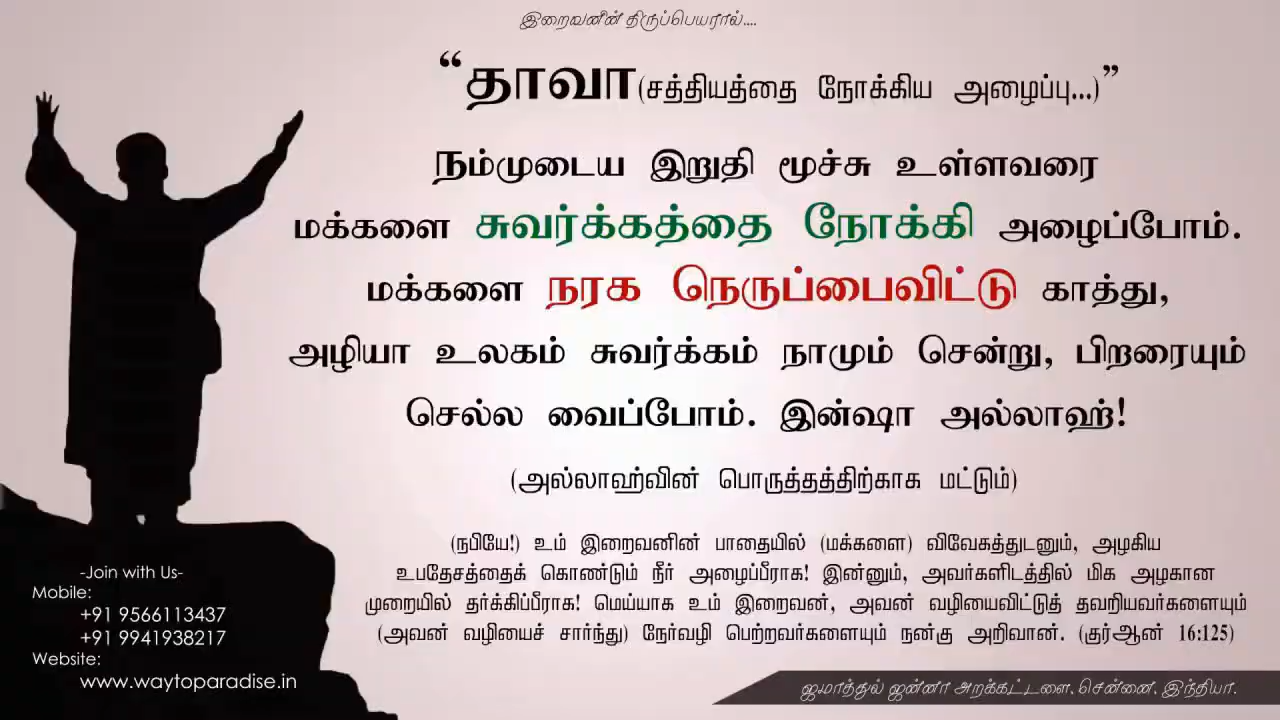 இறைவனின் திருப்பெயரால்....
“தாவா(சத்தியத்தை நோக்கிய அழைப்பு...)”
நம்முடைய இறுதி மூச்சு உள்ளவரை
மக்களை சுவர்க்கத்தை நோக்கி அழைப்போம்.
மக்களை நரக நெருப்பைவிட்டு காத்து,
அழியா உலகம் சுவர்க்கம் நாமும் சென்று, பிறரையும்
செல்ல வைப்போம். இன்ஷா அல்லாஹ்!
(அல்லாஹ்வின் பொருத்தத்திற்காக மட்டும்)
(நபியே!) உம் இறைவனின் பாதையில் (மக்களை) விவேகத்துடனும், அழகிய
உபதேசத்தைக் கொண்டும் நீர் அழைப்பீராக! இன்னும், அவர்களிடத்தில் மிக அழகான
முறையில் தர்க்கிப்பீராக! மெய்யாக உம் இறைவன், அவன் வழியைவிட்டுத் தவறியவர்களையும்
(அவன் வழியைச் சார்ந்து) நேர்வழி பெற்றவர்களையும் நன்கு அறிவான். (குர்ஆன் 16:125)
-Join with Us-
Mobile:
+91 9566113437
+91 9941938217
Website:
www.waytoparadise.in
ஜமாத்துல் ஜன்னா அறக்கட்டளை, சென்னை, இந்தியா.